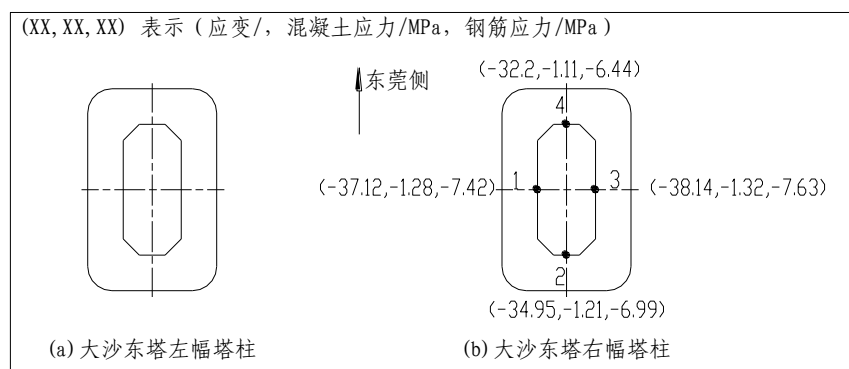 (XX,XX,XX) 表示（应变/, 混凝土应力/MPa, 钢筋应力/MPa）
东莞侧
(-32.2,-1.11,-6.44)
4
(-37.12,-1.28,-7.42)
1
3
(-38.14,-1.32,-7.63)
2
(-34.95,-1.21,-6.99)
(a) 大沙东塔左幅塔柱
(b) 大沙东塔右幅塔柱